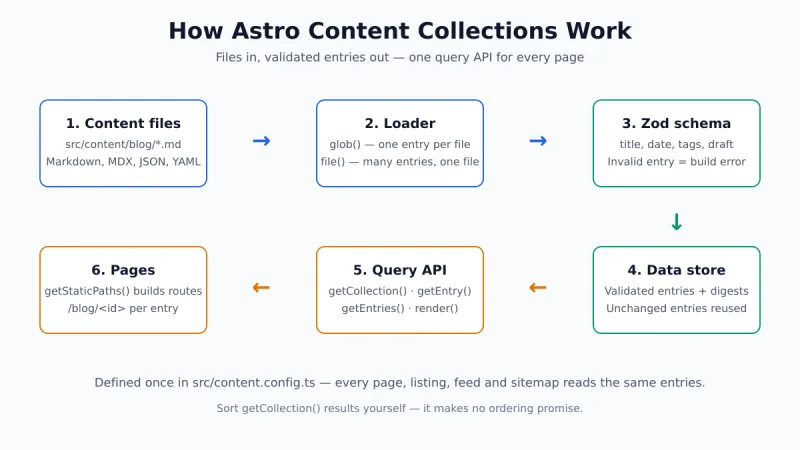 How Astro Content Collections Work
Files in, validated entries out — one query API for every page
1. Content files
src/content/blog/*.md
Markdown, MDX, JSON, YAML
→
2. Loader
glob() — one entry per file
file() — many entries, one file
→
3. Zod schema
title, date, tags, draft
Invalid entry = build error
↓
4. Data store
Validated entries + digests
Unchanged entries reused
←
5. Query API
getCollection() · getEntry()
getEntries() · render()
←
6. Pages
getStaticPaths() builds routes
/blog/<id> per entry
Defined once in src/content.config.ts — every page, listing, feed and sitemap reads the same entries.
Sort getCollection() results yourself — it makes no ordering promise.